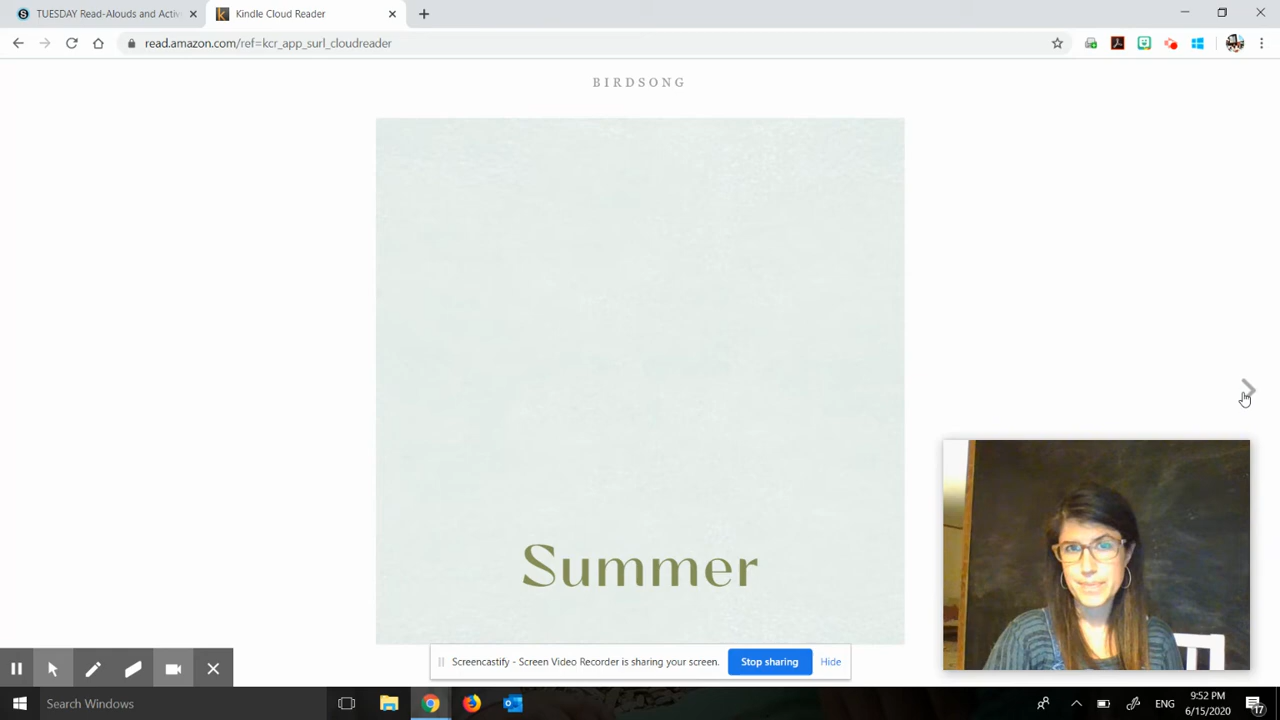 TUESDAY Read-Alouds and Activ
Kindle Cloud Reader
read.amazon.com/ref=kcr_app_surl_cloudreader
BIRDSONG
Summer
Screencastify - Screen Video Recorder is sharing your screen.
Stop sharing
Hide
Search Windows
ENG
9:52 PM
6/15/2020
17